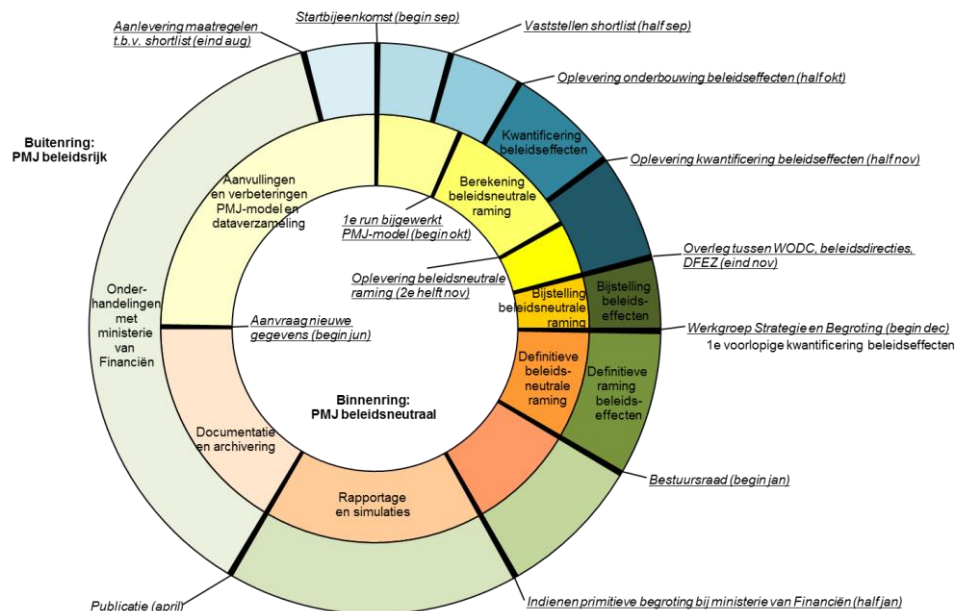 Startbijeenkomst (begin sep)
Aanlevering maatregelen
t.b.v. shortlist (eind aug)
Vaststellen shortlist (half sep)
Oplevering onderbouwing beleidseffecten (half okt)
Buitenring:
PMJ beleidsrijk
Kwantificering
beleidseffecten
Oplevering kwantificering beleidseffecten (half nov)
Aanvullingen
en verbeteringen
PMJ-model en
dataverzameling
Berekening
beleidsneutrale
raming
1e run bijgewerkt
PMJ-model (begin okt)
Overleg tussen WODC, beleidsdirecties,
DFEZ (eind nov)
Oplevering beleidsneutrale
raming (2e helft nov)
Bijstelling
beleidsneutrale
raming
Bijstelling
beleids-
effecten
Onder-
handelingen
met
ministerie
van
Financiën
Aanvraag nieuwe
gegevens (begin jun)
Werkgroep Strategie en Begroting (begin dec)
1e voorlopige kwantificering beleidseffecten
Definitieve
beleids-
neutrale
raming
Definitieve
raming
beleids-
effecten
Binnenring:
PMJ beleidsneutraal
Documentatie
en archivering
Bestuursraad (begin jan)
Rapportage
en simulaties
Publicatie (april)
Indienen primitieve begroting bij ministerie van Financiën (half jan)